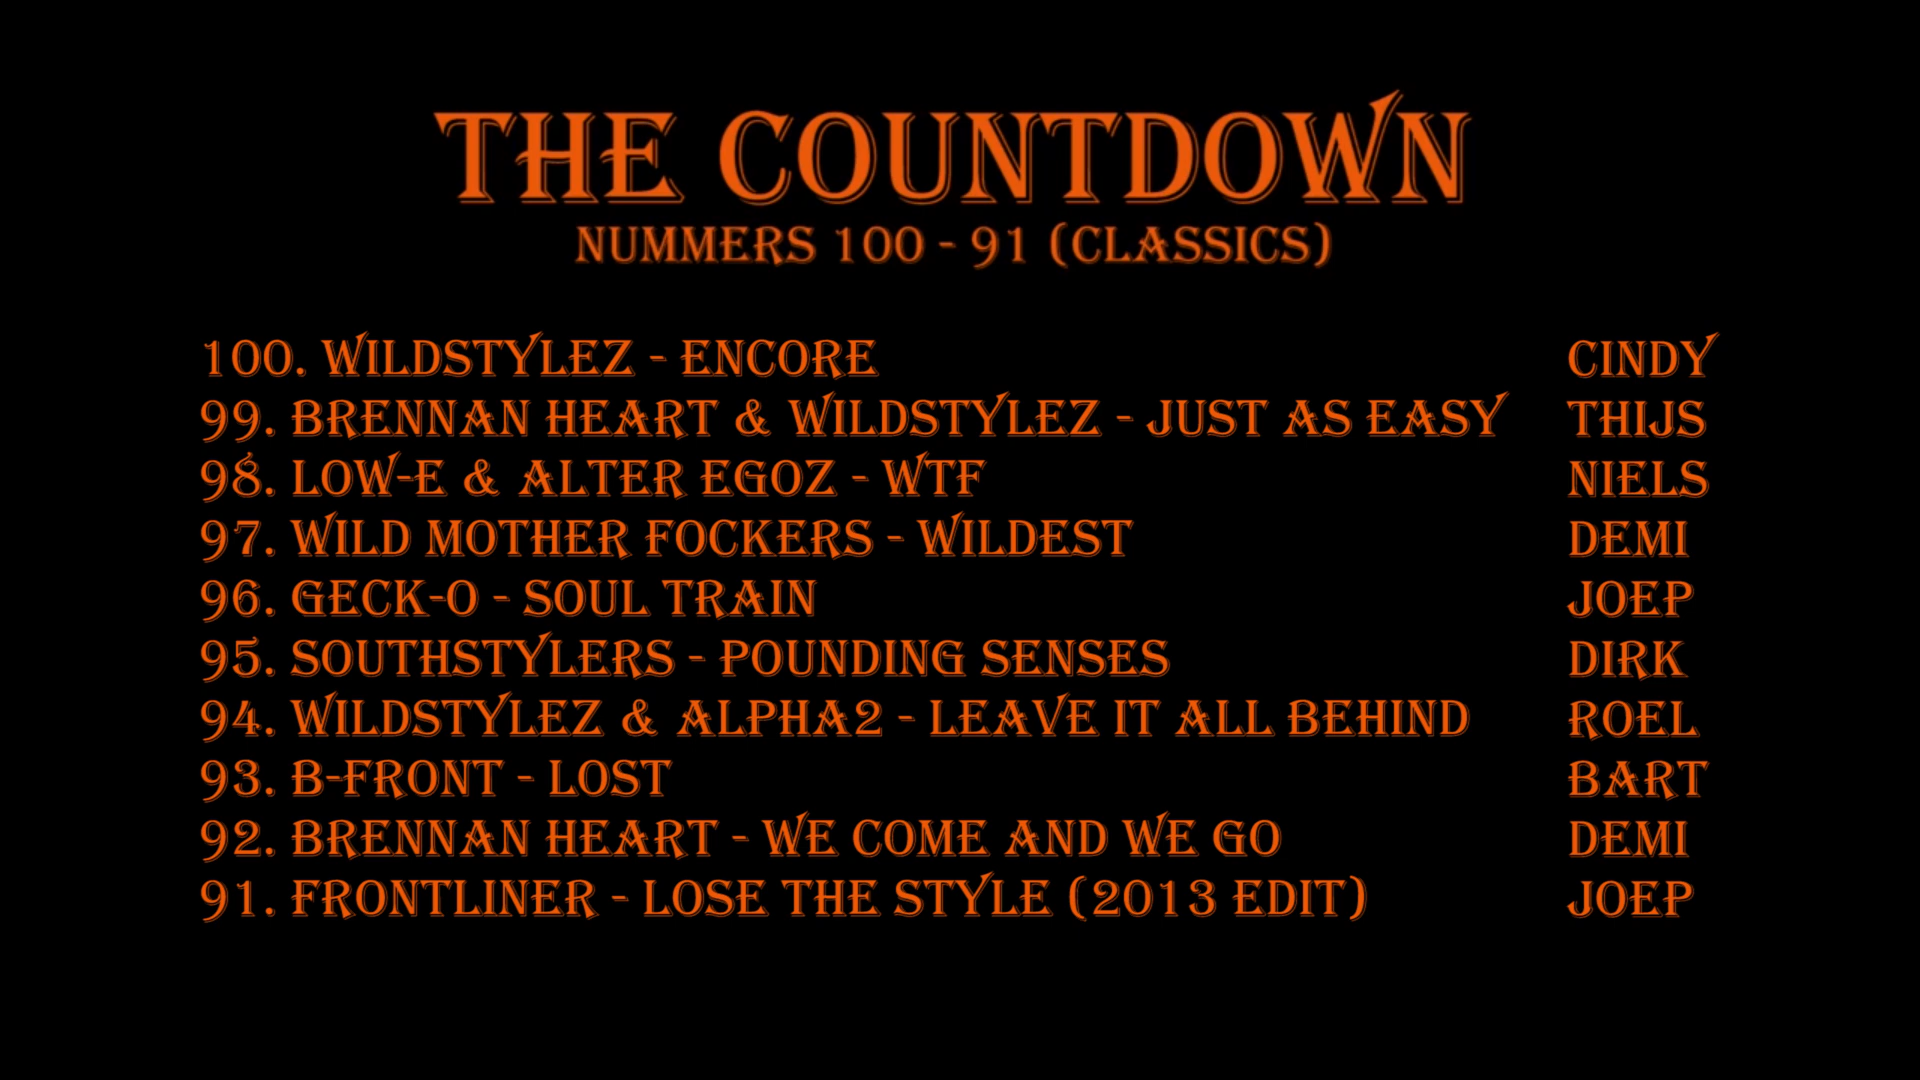 THE COUNTDOWN
NUMMERS 100 - 91 (CLASSICS)
100. WILDSTYLEZ - ENCORE CINDY
99. BRENNAN HEART & WILDSTYLEZ - JUST AS EASY THIJS
98. LOW-E & ALTER EGOZ - WTF NIELS
97. WILD MOTHER FOCKERS - WILDEST DEMI
96. GECK-O - SOUL TRAIN JOEP
95. SOUTHSTYLERS - POUNDING SENSES DIRK
94. WILDSTYLEZ & ALPHA2 - LEAVE IT ALL BEHIND ROEL
93. B-FRONT - LOST BART
92. BRENNAN HEART - WE COME AND WE GO DEMI
91. FRONTLINER - LOSE THE STYLE (2013 EDIT) JOEP